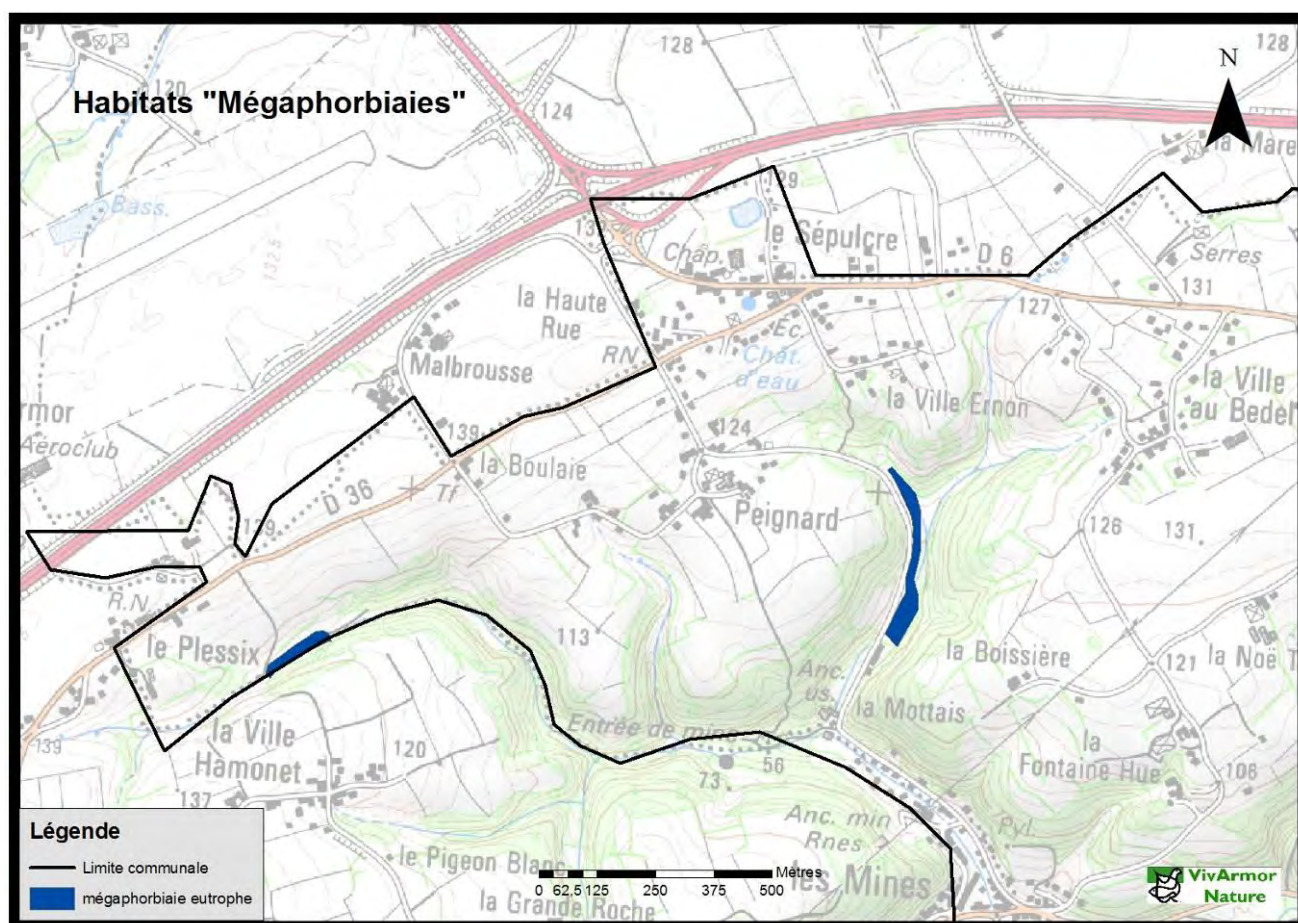 128
128
N
120
Habitats "Mégaphorbiaies"
124
la Mare
129
Bass.
le Sépulcre
132.5
Châp.
D 6
Serres
la Haute
Rue
131
127
RN
Ec.
Malbrousse
Chât.
d'eau
la Ville
au Bedel
la Ville Ernon
Armor
139
124
Aéroclub
la Boulaie
D 36
Tf
Peignard
126
131
139
R.N.
113
le Plessix
la Boissière
121
la Noë T
Anc.
us.
la Mottais
Entrée de mine
la Ville
Hamonet
139
120
56
73
la
Fontaine Hue
106
137
Anc. min
Rnes
Pyl.
Légende
Limite communale
mégaphorbiaie eutrophe
le Pigeon Blanc
la Grande Roche
les Mines
Mètres
0 62,5 125 250 375 500
VivArmor
Nature